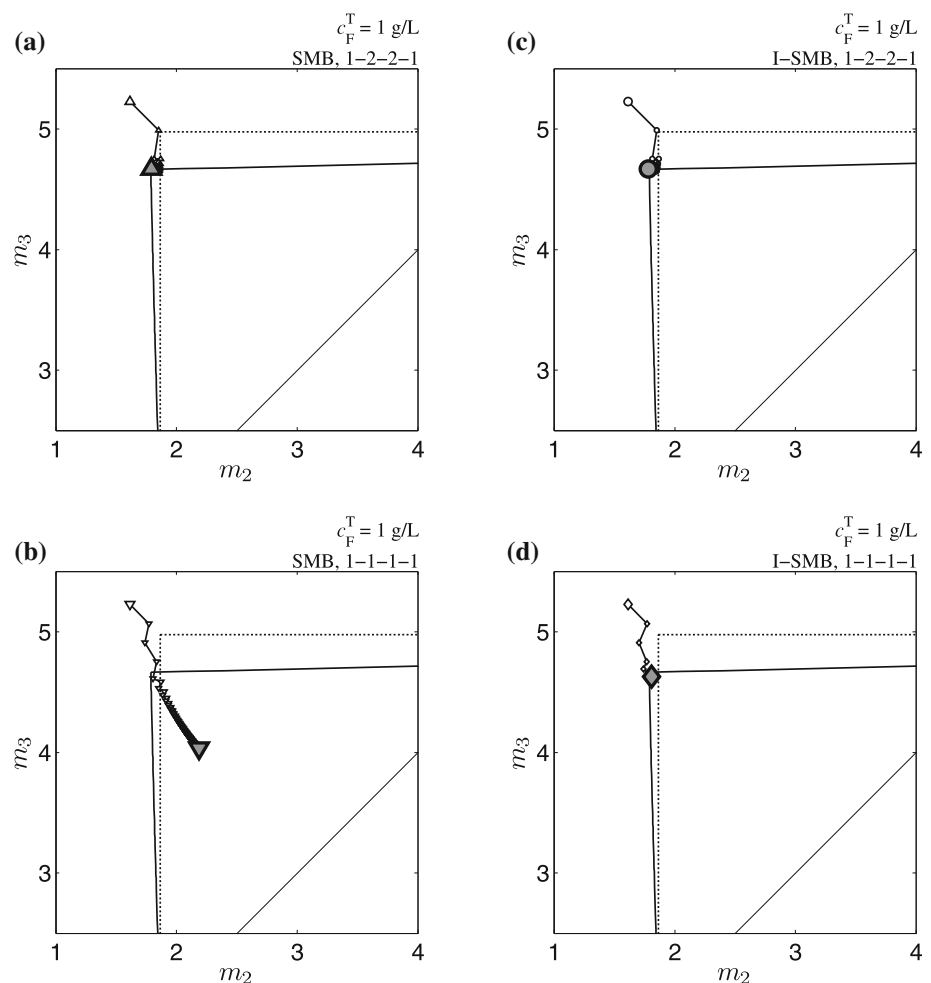 (a)
c_F^T = 1 g/L
SMB, 1−2−2−1
5
4
3
m₃
1
2
3
4
m₂
(c)
c_F^T = 1 g/L
I−SMB, 1−2−2−1
5
4
3
m₃
1
2
3
4
m₂
(b)
c_F^T = 1 g/L
SMB, 1−1−1−1
5
4
3
m₃
1
2
3
4
m₂
(d)
c_F^T = 1 g/L
I−SMB, 1−1−1−1
5
4
3
m₃
1
2
3
4
m₂